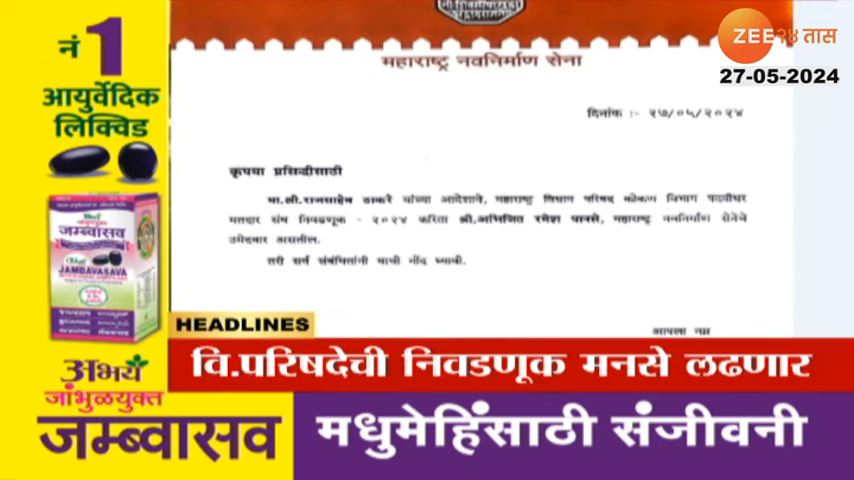 नं 1
आयुर्वेदिक
लिक्विड
जांभुळयुक्त
जम्बवासव
JAMBAVASAVA
अभय
जांभुळयुक्त
जम्बवासव
ZEE २४ तास
27-05-2024
महाराष्ट्र नवनिर्माण सेना
दिनांक :- २७/०५/२०२४
कृपया प्रसिद्धीसाठी
मा.श्री.राजसाहेब ठाकरे यांच्या आदेशाने, महाराष्ट्र विधान परिषद कोकण विभाग पदवीधर
मतदार संघ निवडणूक - २०२४ करिता श्री.अभिजित रमेश पानसे, महाराष्ट्र नवनिर्माण सेनेचे
उमेदवार असतील.
तरी सर्व संबंधितांनी याची नोंद घ्यावी.
आपला नम्र
HEADLINES
वि.परिषदेची निवडणूक मनसे लढणार
मधुमेहिंसाठी संजीवनी